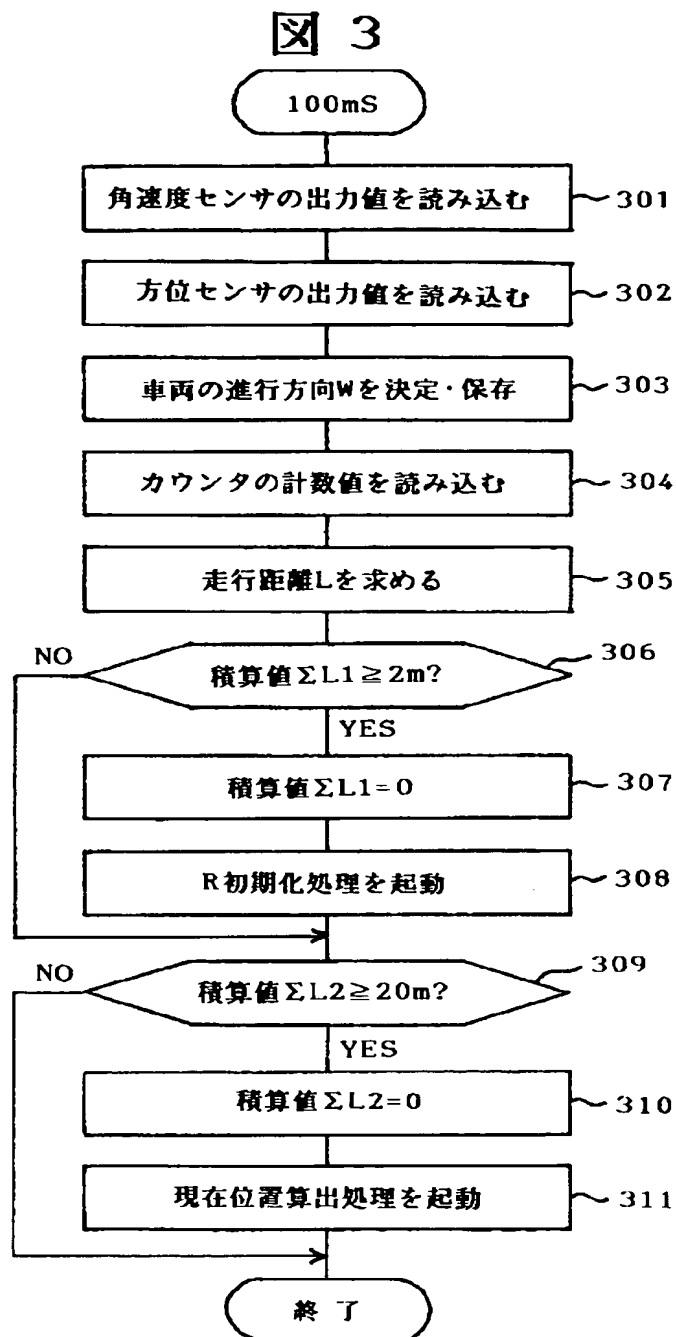 図 3
100mS
角速度センサの出力値を読み込む 301
方位センサの出力値を読み込む 302
車両の進行方向Wを決定・保存 303
カウンタの計数値を読み込む 304
走行距離Lを求める 305
NO
積算値ΣL1≧2m? 306
YES
積算値ΣL1=0 307
R初期化処理を起動 308
NO
積算値ΣL2≧20m? 309
YES
積算値ΣL2=0 310
現在位置算出処理を起動 311
終了